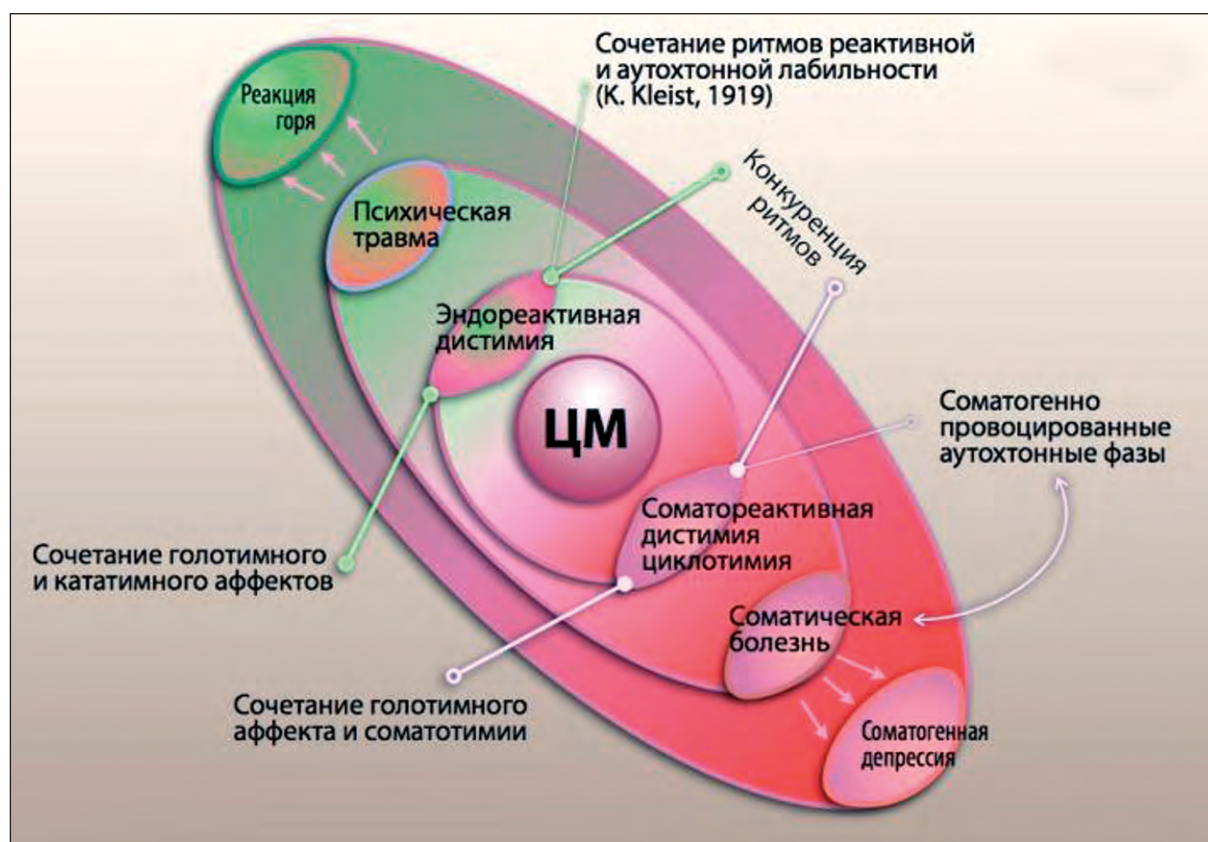 Сочетание ритмов реактивной
и аутохтонной лабильности
(K. Kleist, 1919)
Реакция
горя
Конкуренция
ритмов
Психическая
травма
Эндореактивная
дистимия
ЦМ
Соматогенно
провоцированные
аутохтонные фазы
Соматореактивная
дистимия
циклотимия
Сочетание голотимного
и кататимного аффектов
Соматическая
болезнь
Сочетание голотимного
аффекта и соматотимии
Соматогенная
депрессия